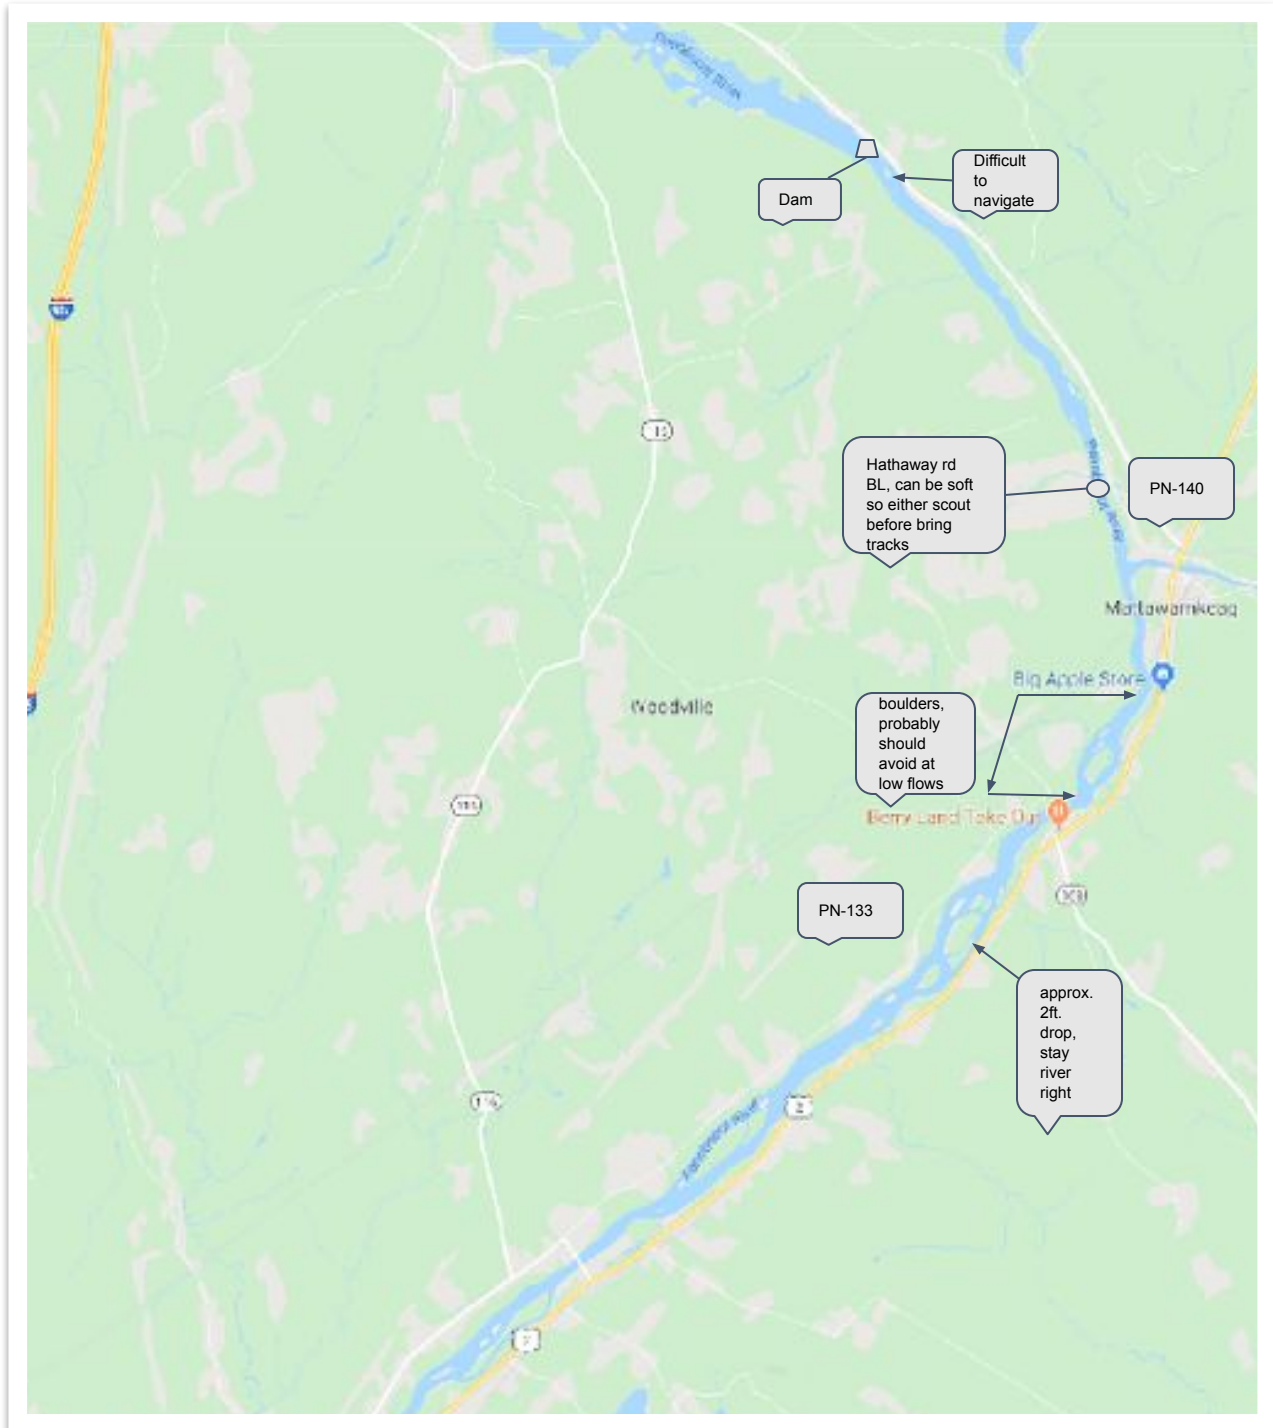 Difficult
to
navigate
Dam
Hathaway rd
BL, can be soft
so either scout
before bring
tracks
PN-140
Mattawamkeag
Big Apple Store
Woodville
boulders,
probably
should
avoid at
low flows
Berry Land Take Out
PN-133
approx.
2ft.
drop,
stay
river
right
2
2